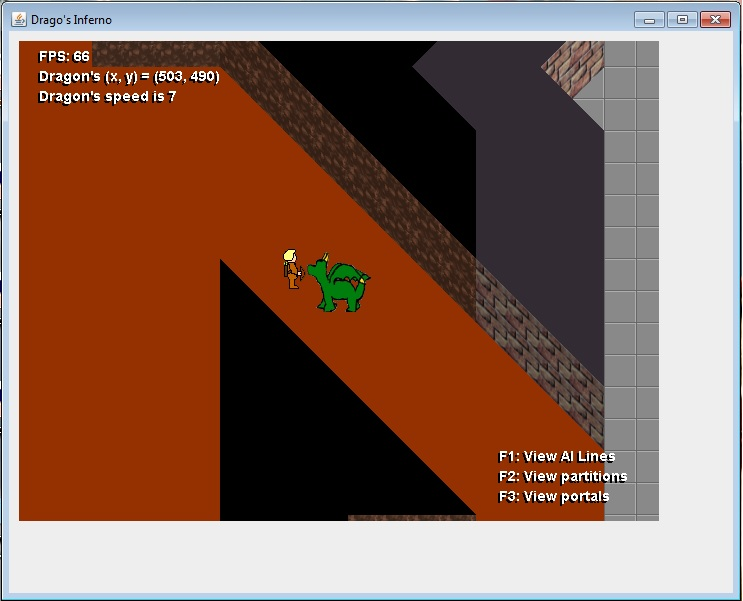 Drago's Inferno
FPS: 66
Dragon's (x, y) = (503, 490)
Dragon's speed is 7
F1: View AI Lines
F2: View partitions
F3: View portals